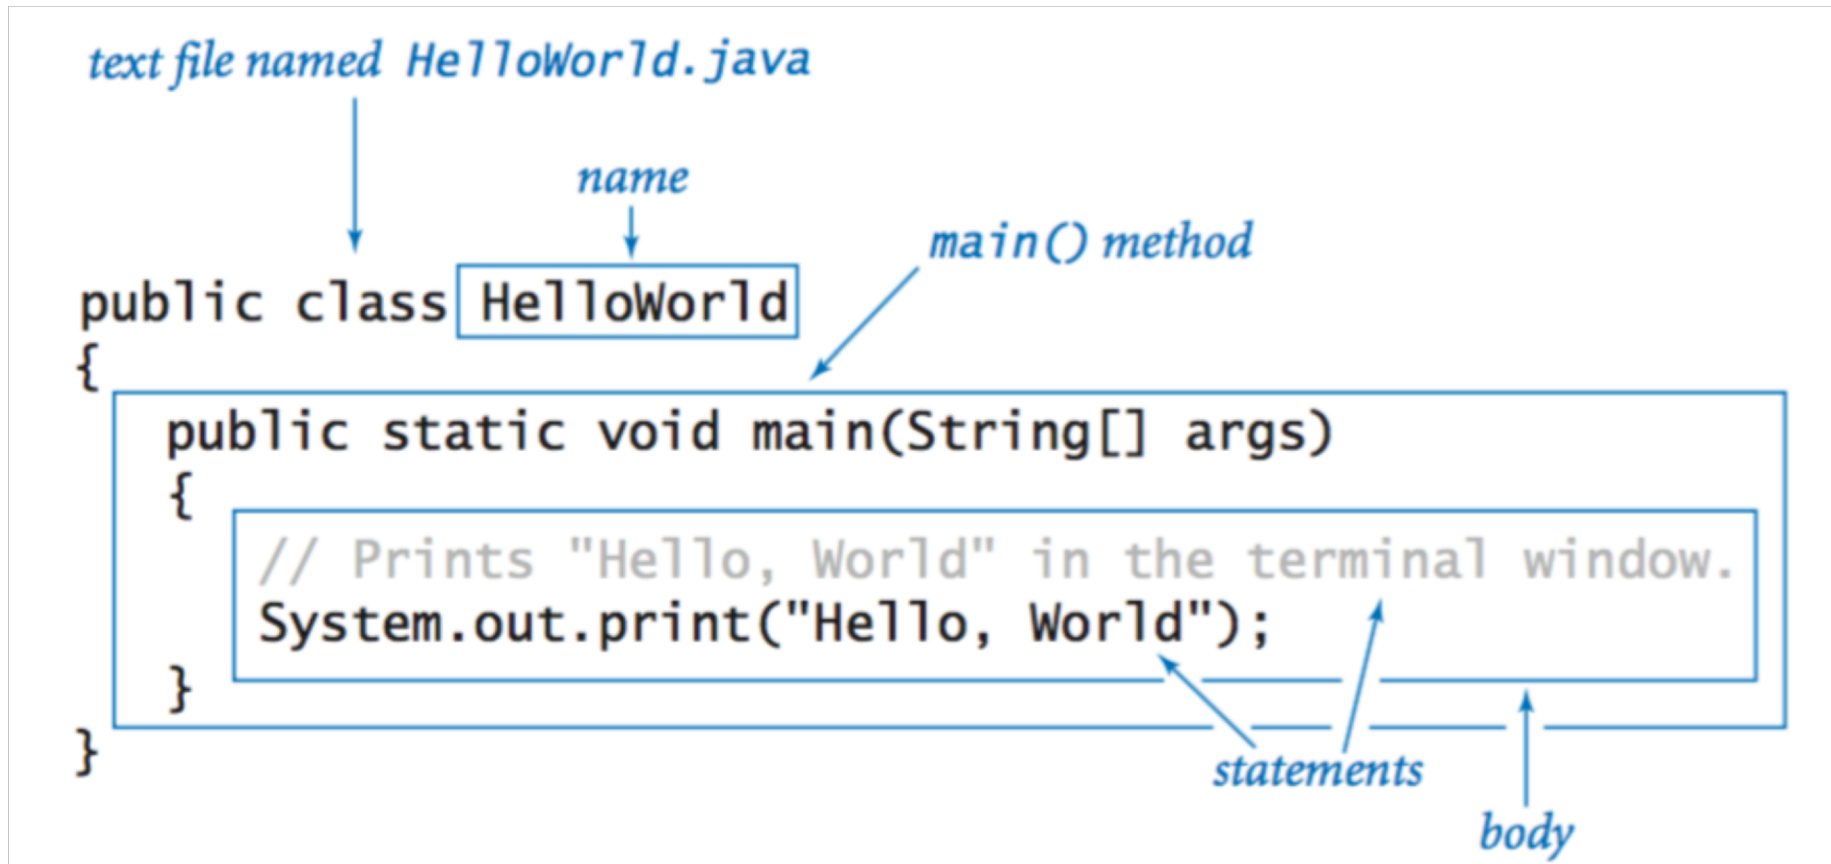 text file named HelloWorld.java
name
main() method
public class HelloWorld
{
public static void main(String[] args)
{
// Prints "Hello, World" in the terminal window.
System.out.print("Hello, World");
}
}
statements
body